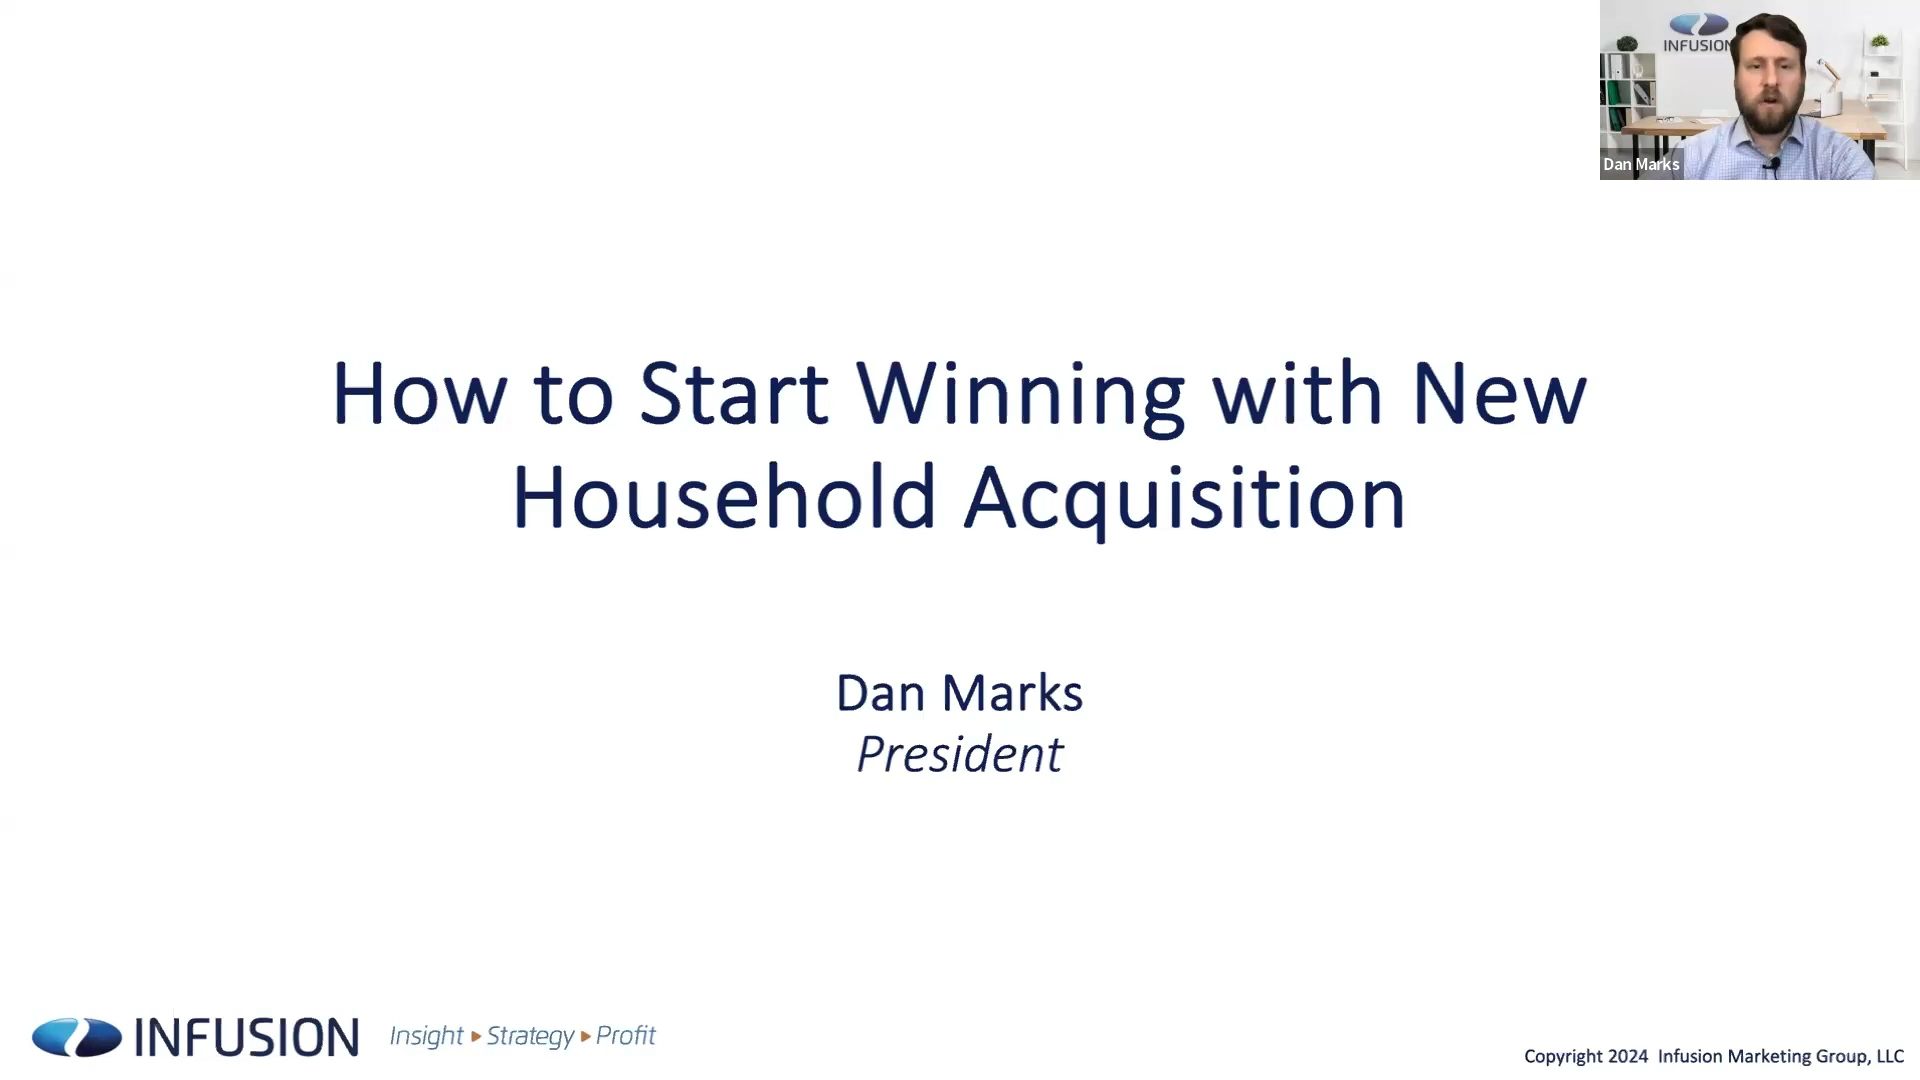 INFUSION
Dan Marks
How to Start Winning with New
Household Acquisition
Dan Marks
President
INFUSION
Insight ▸ Strategy ▸ Profit
Copyright 2024 Infusion Marketing Group, LLC